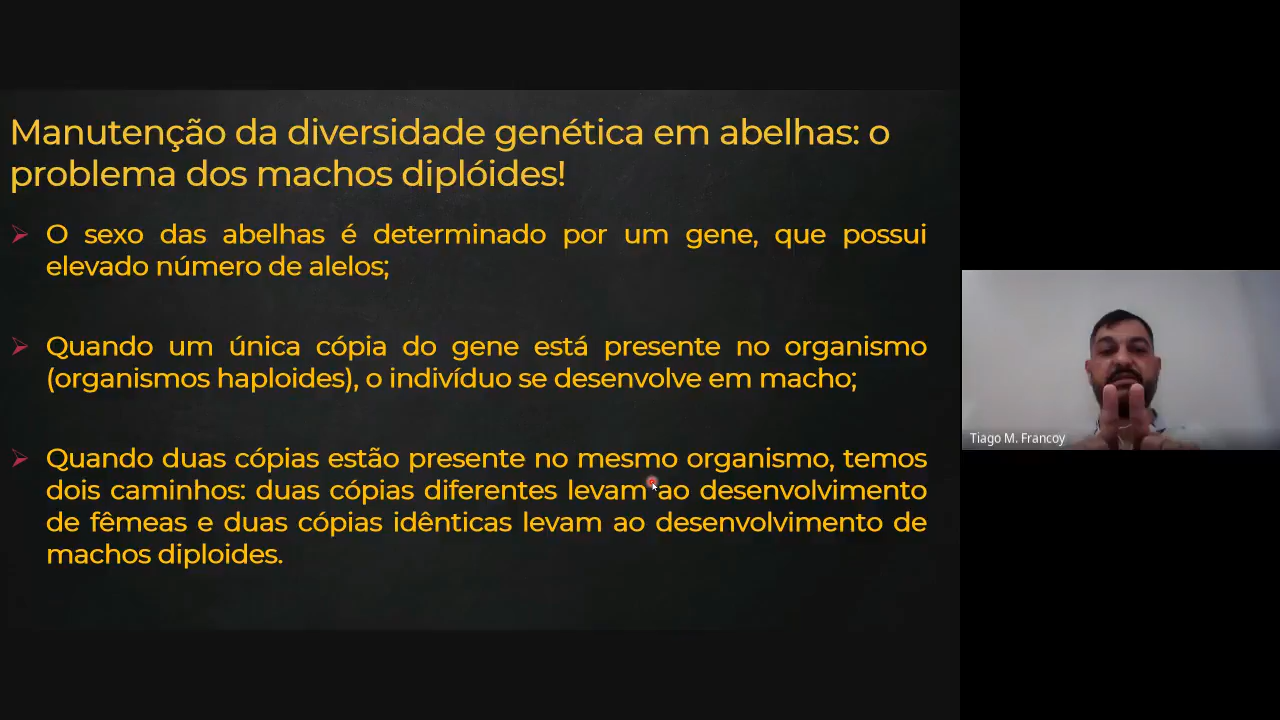 Manutenção da diversidade genética em abelhas: o
problema dos machos diplóides!
O sexo das abelhas é determinado por um gene, que possui
elevado número de alelos;
Quando um única cópia do gene está presente no organismo
(organismos haploides), o indivíduo se desenvolve em macho;
Quando duas cópias estão presente no mesmo organismo, temos
dois caminhos: duas cópias diferentes levam ao desenvolvimento
de fêmeas e duas cópias idênticas levam ao desenvolvimento de
machos diploides.
Tiago M. Francoy